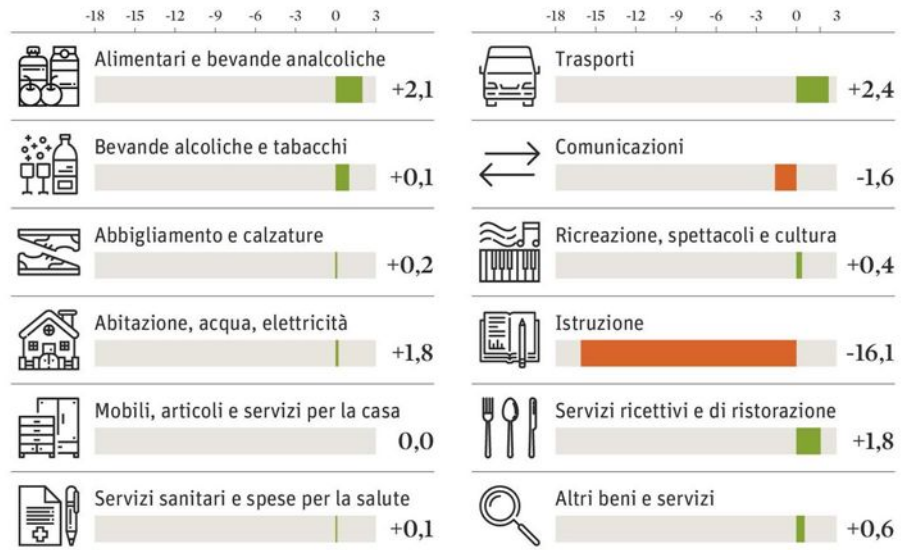 -18 -15 -12 -9 -6 -3 0 3
Alimentari e bevande analcoliche
+2,1
Bevande alcoliche e tabacchi
+0,1
Abbigliamento e calzature
+0,2
Abitazione, acqua, elettricità
+1,8
Mobili, articoli e servizi per la casa
0,0
Servizi sanitari e spese per la salute
+0,1
-18 -15 -12 -9 -6 -3 0 3
Trasporti
+2,4
Comunicazioni
-1,6
Ricreazione, spettacoli e cultura
+0,4
Istruzione
-16,1
Servizi ricettivi e di ristorazione
+1,8
Altri beni e servizi
+0,6